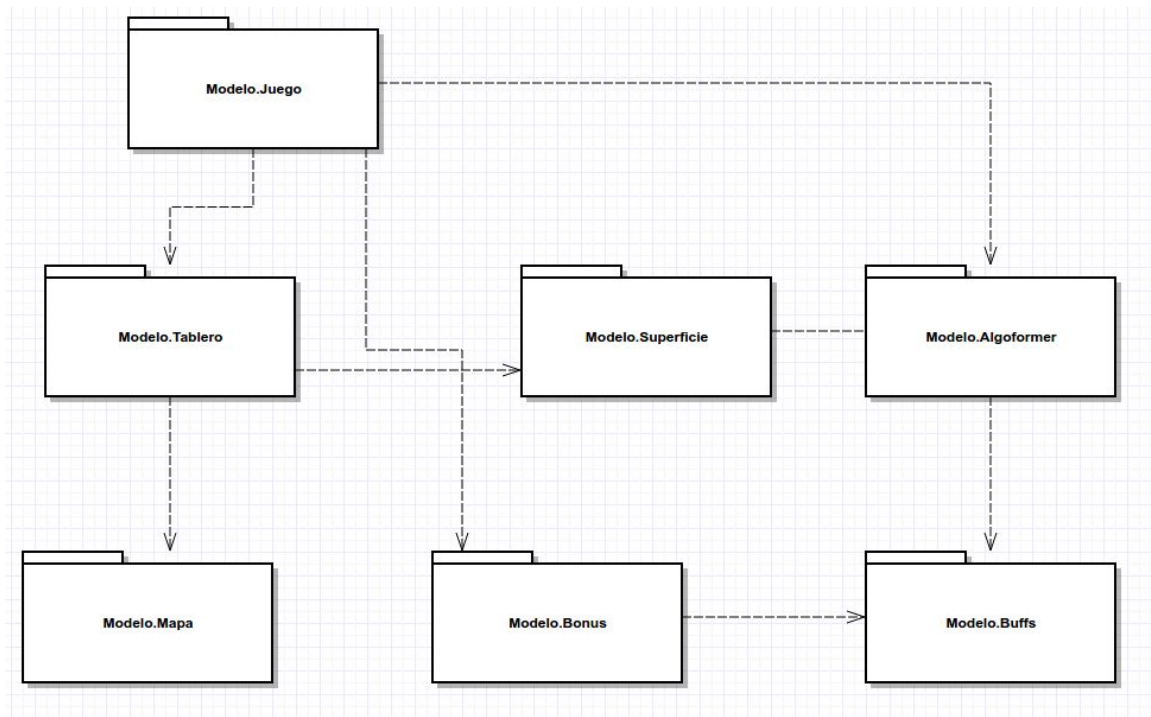 Modelo.Juego
Modelo.Tablero
Modelo.Superficie
Modelo.Algoformer
Modelo.Mapa
Modelo.Bonus
Modelo.Buffs